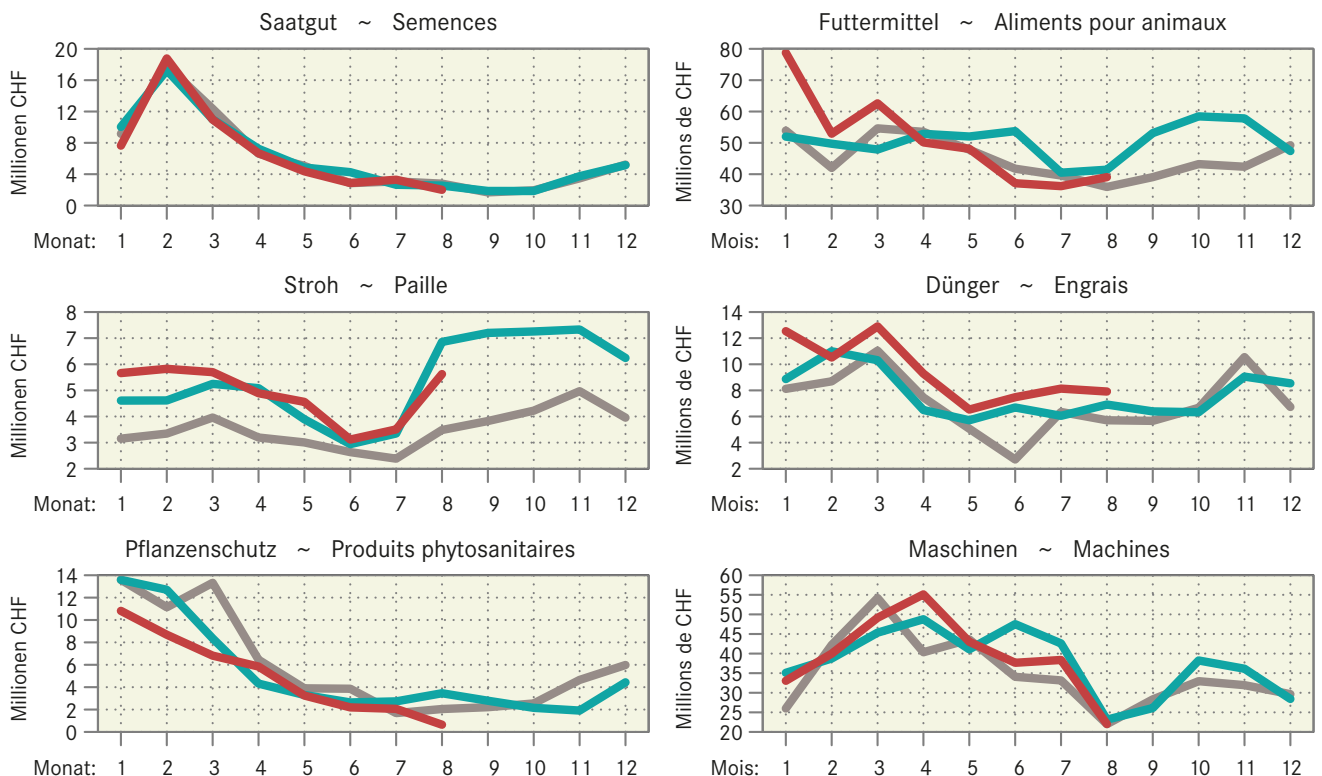 Saatgut ~ Semences
Millionen CHF
20
16
12
8
4
0
Monat: 1 2 3 4 5 6 7 8 9 10 11 12
Futtermittel ~ Aliments pour animaux
Millions de CHF
80
70
60
50
40
30
Mois: 1 2 3 4 5 6 7 8 9 10 11 12
Stroh ~ Paille
Millionen CHF
8
7
6
5
4
3
2
Monat: 1 2 3 4 5 6 7 8 9 10 11 12
Dünger ~ Engrais
Millions de CHF
14
12
10
8
6
4
2
Mois: 1 2 3 4 5 6 7 8 9 10 11 12
Pflanzenschutz ~ Produits phytosanitaires
Millionen CHF
14
12
10
8
6
4
2
0
Monat: 1 2 3 4 5 6 7 8 9 10 11 12
Maschinen ~ Machines
Millions de CHF
60
55
50
45
40
35
30
25
20
Mois: 1 2 3 4 5 6 7 8 9 10 11 12